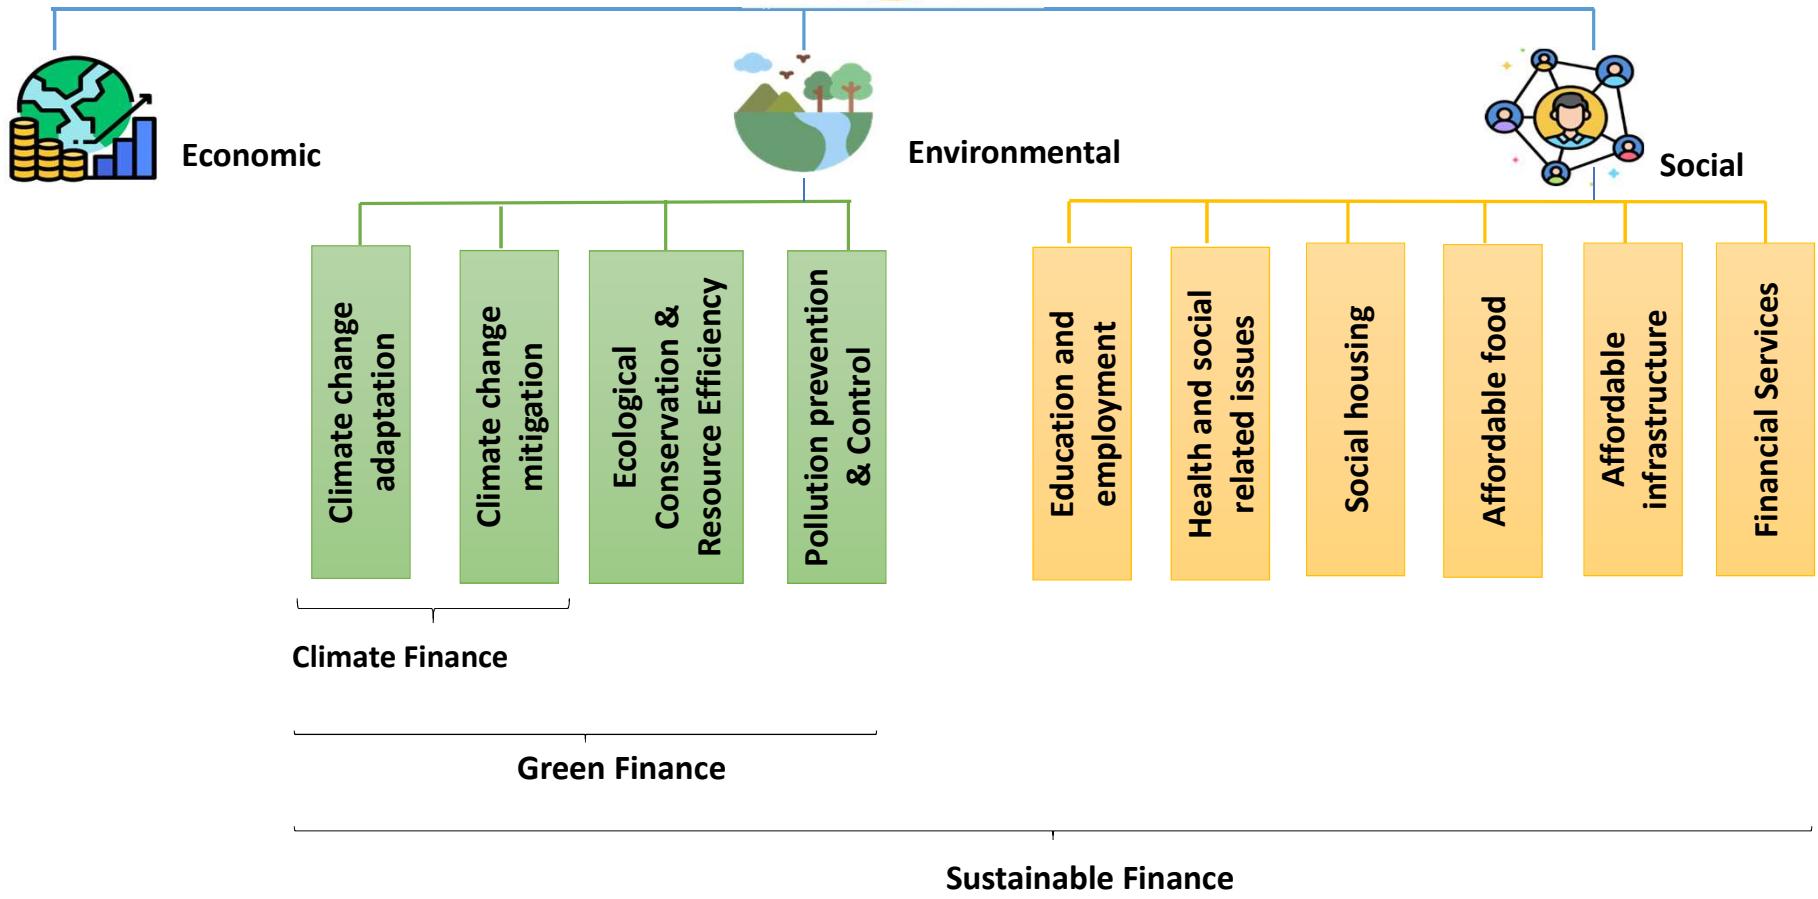 Economic
Environmental
Social
Climate change
adaptation
Climate change
mitigation
Ecological
Conservation &
Resource Efficiency
Pollution prevention
& Control
Education and
employment
Health and social
related issues
Social housing
Affordable food
Affordable
infrastructure
Financial Services
Climate Finance
Green Finance
Sustainable Finance